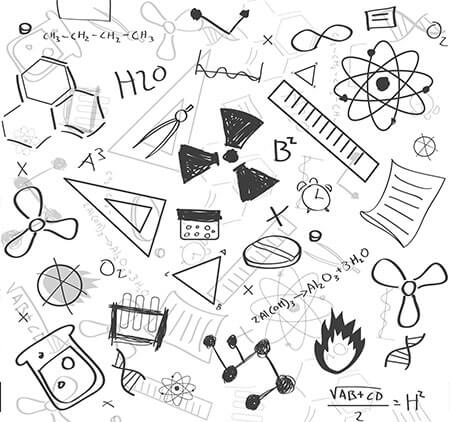 CH₃-CH₂-CH₂-CH₃
O₂
H2O
B²
A³
O₂
A
C
B
2Al(OH)₃→Al₂O₃+3H₂O
√AB+CD / 2 = H²